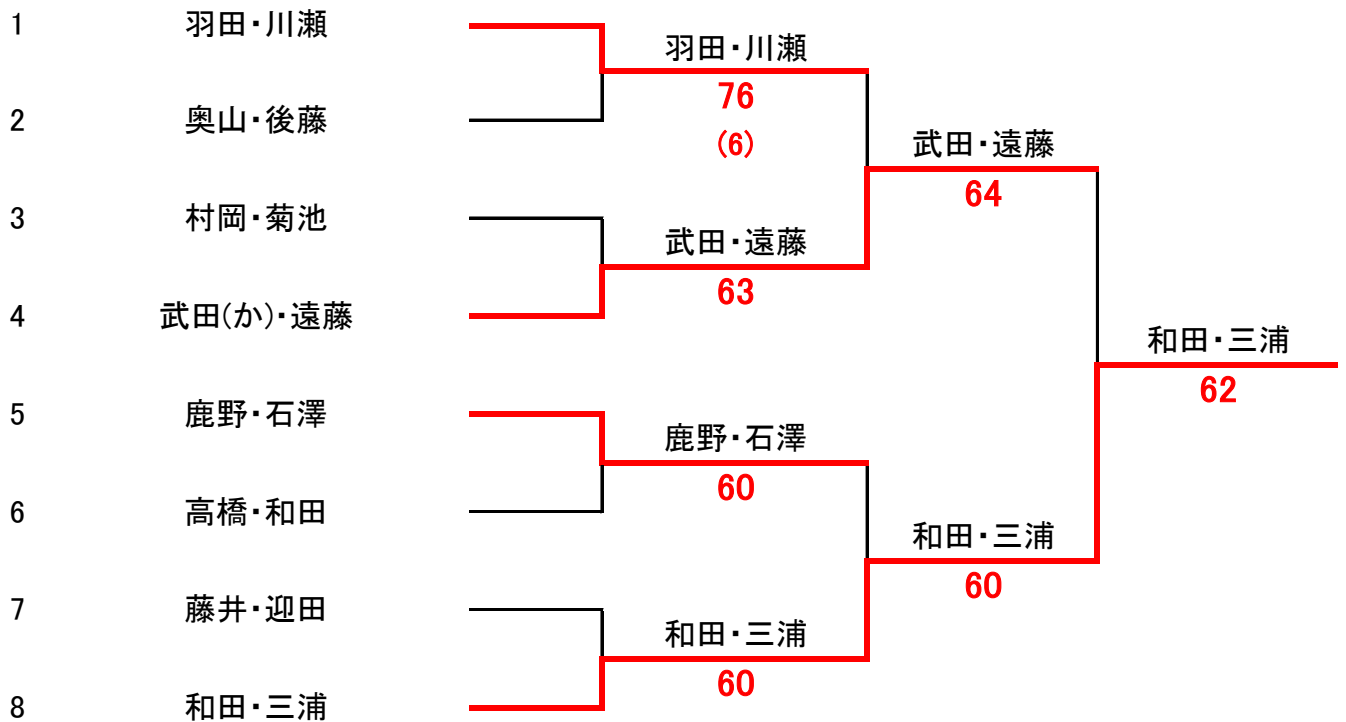 1 羽田・川瀬
羽田・川瀬
76
(6)
2 奥山・後藤
武田・遠藤
64
3 村岡・菊池
武田・遠藤
63
4 武田(か)・遠藤
和田・三浦
62
5 鹿野・石澤
鹿野・石澤
60
6 高橋・和田
和田・三浦
60
7 藤井・迎田
和田・三浦
60
8 和田・三浦